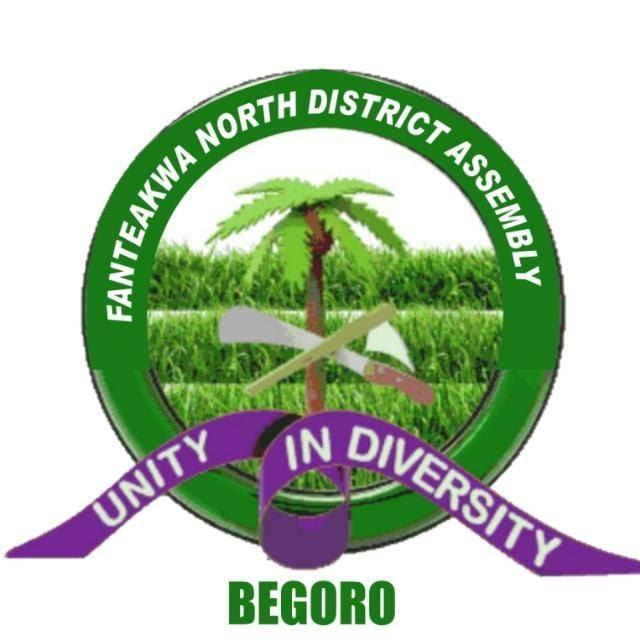 FANTEAKWA NORTH DISTRICT ASSEMBLY
UNITY IN DIVERSITY
BEGORO